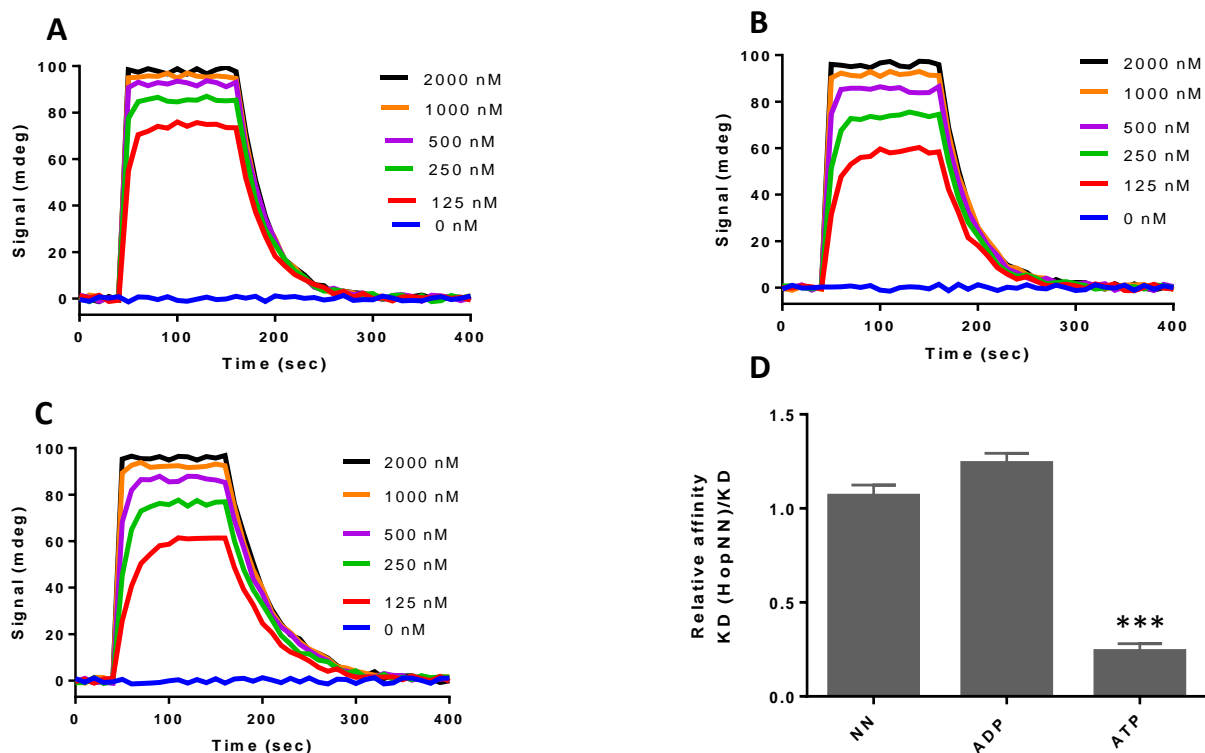 A
Signal (mdeg)
100
80
60
40
20
0
0
100
200
300
400
Time (sec)
2000 nM
1000 nM
500 nM
250 nM
125 nM
0 nM
B
Signal (mdeg)
100
80
60
40
20
0
0
100
200
300
400
Time (sec)
2000 nM
1000 nM
500 nM
250 nM
125 nM
0 nM
C
Signal (mdeg)
100
80
60
40
20
0
0
100
200
300
400
Time (sec)
2000 nM
1000 nM
500 nM
250 nM
125 nM
0 nM
D
Relative affinity
KD (HopNN)/KD
1.5
1.0
0.5
0.0
***
NN
ADP
ATP